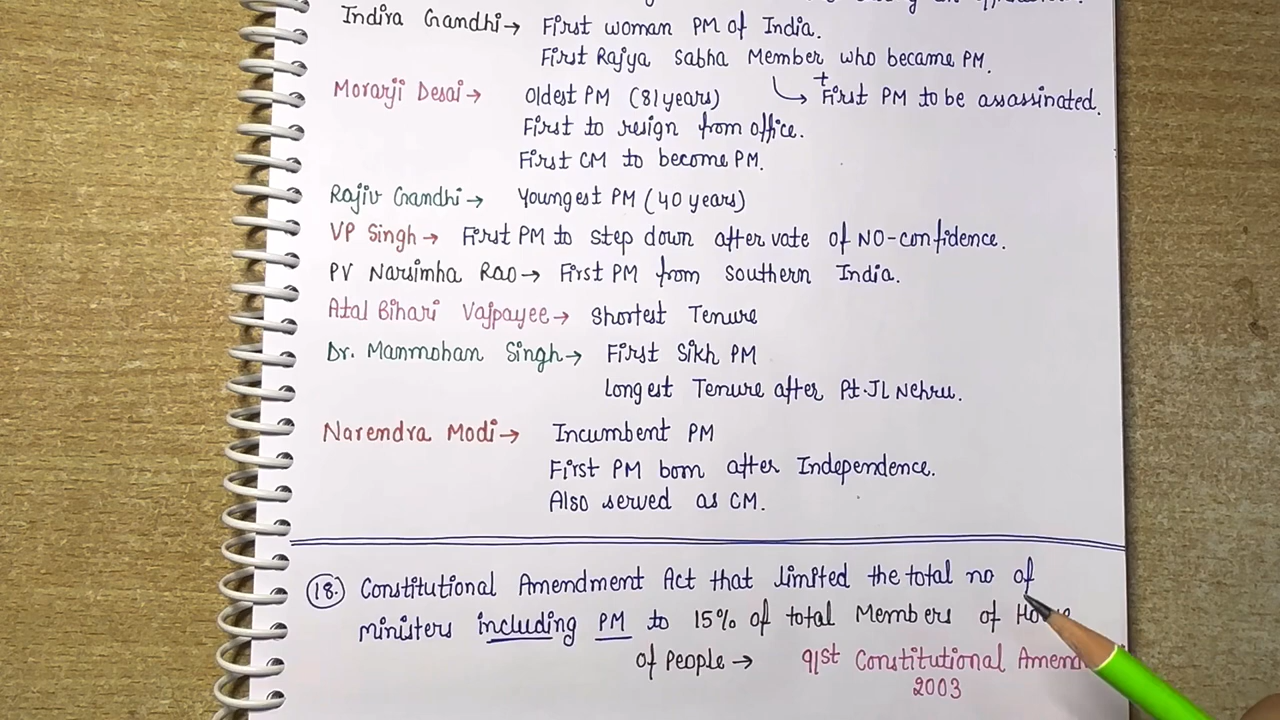 Indira Gandhi → First woman PM of India.
First Rajya Sabha Member who became PM.
+ First PM to be assassinated.
Morarji Desai → Oldest PM (81 years)
First to resign from office.
First CM to become PM.
Rajiv Gandhi → Youngest PM (40 years)
VP Singh → First PM to step down after vote of NO-confidence.
PV Narsimha Rao → First PM from Southern India.
Atal Bihari Vajpayee → Shortest Tenure
Dr. Manmohan Singh → First Sikh PM
Longest Tenure after Pt. JL Nehru.
Narendra Modi → Incumbent PM
First PM born after Independence.
Also served as CM.
18. Constitutional Amendment Act that limited the total no of
ministers including PM to 15% of total Members of
of People → 91st Constitutional
2003